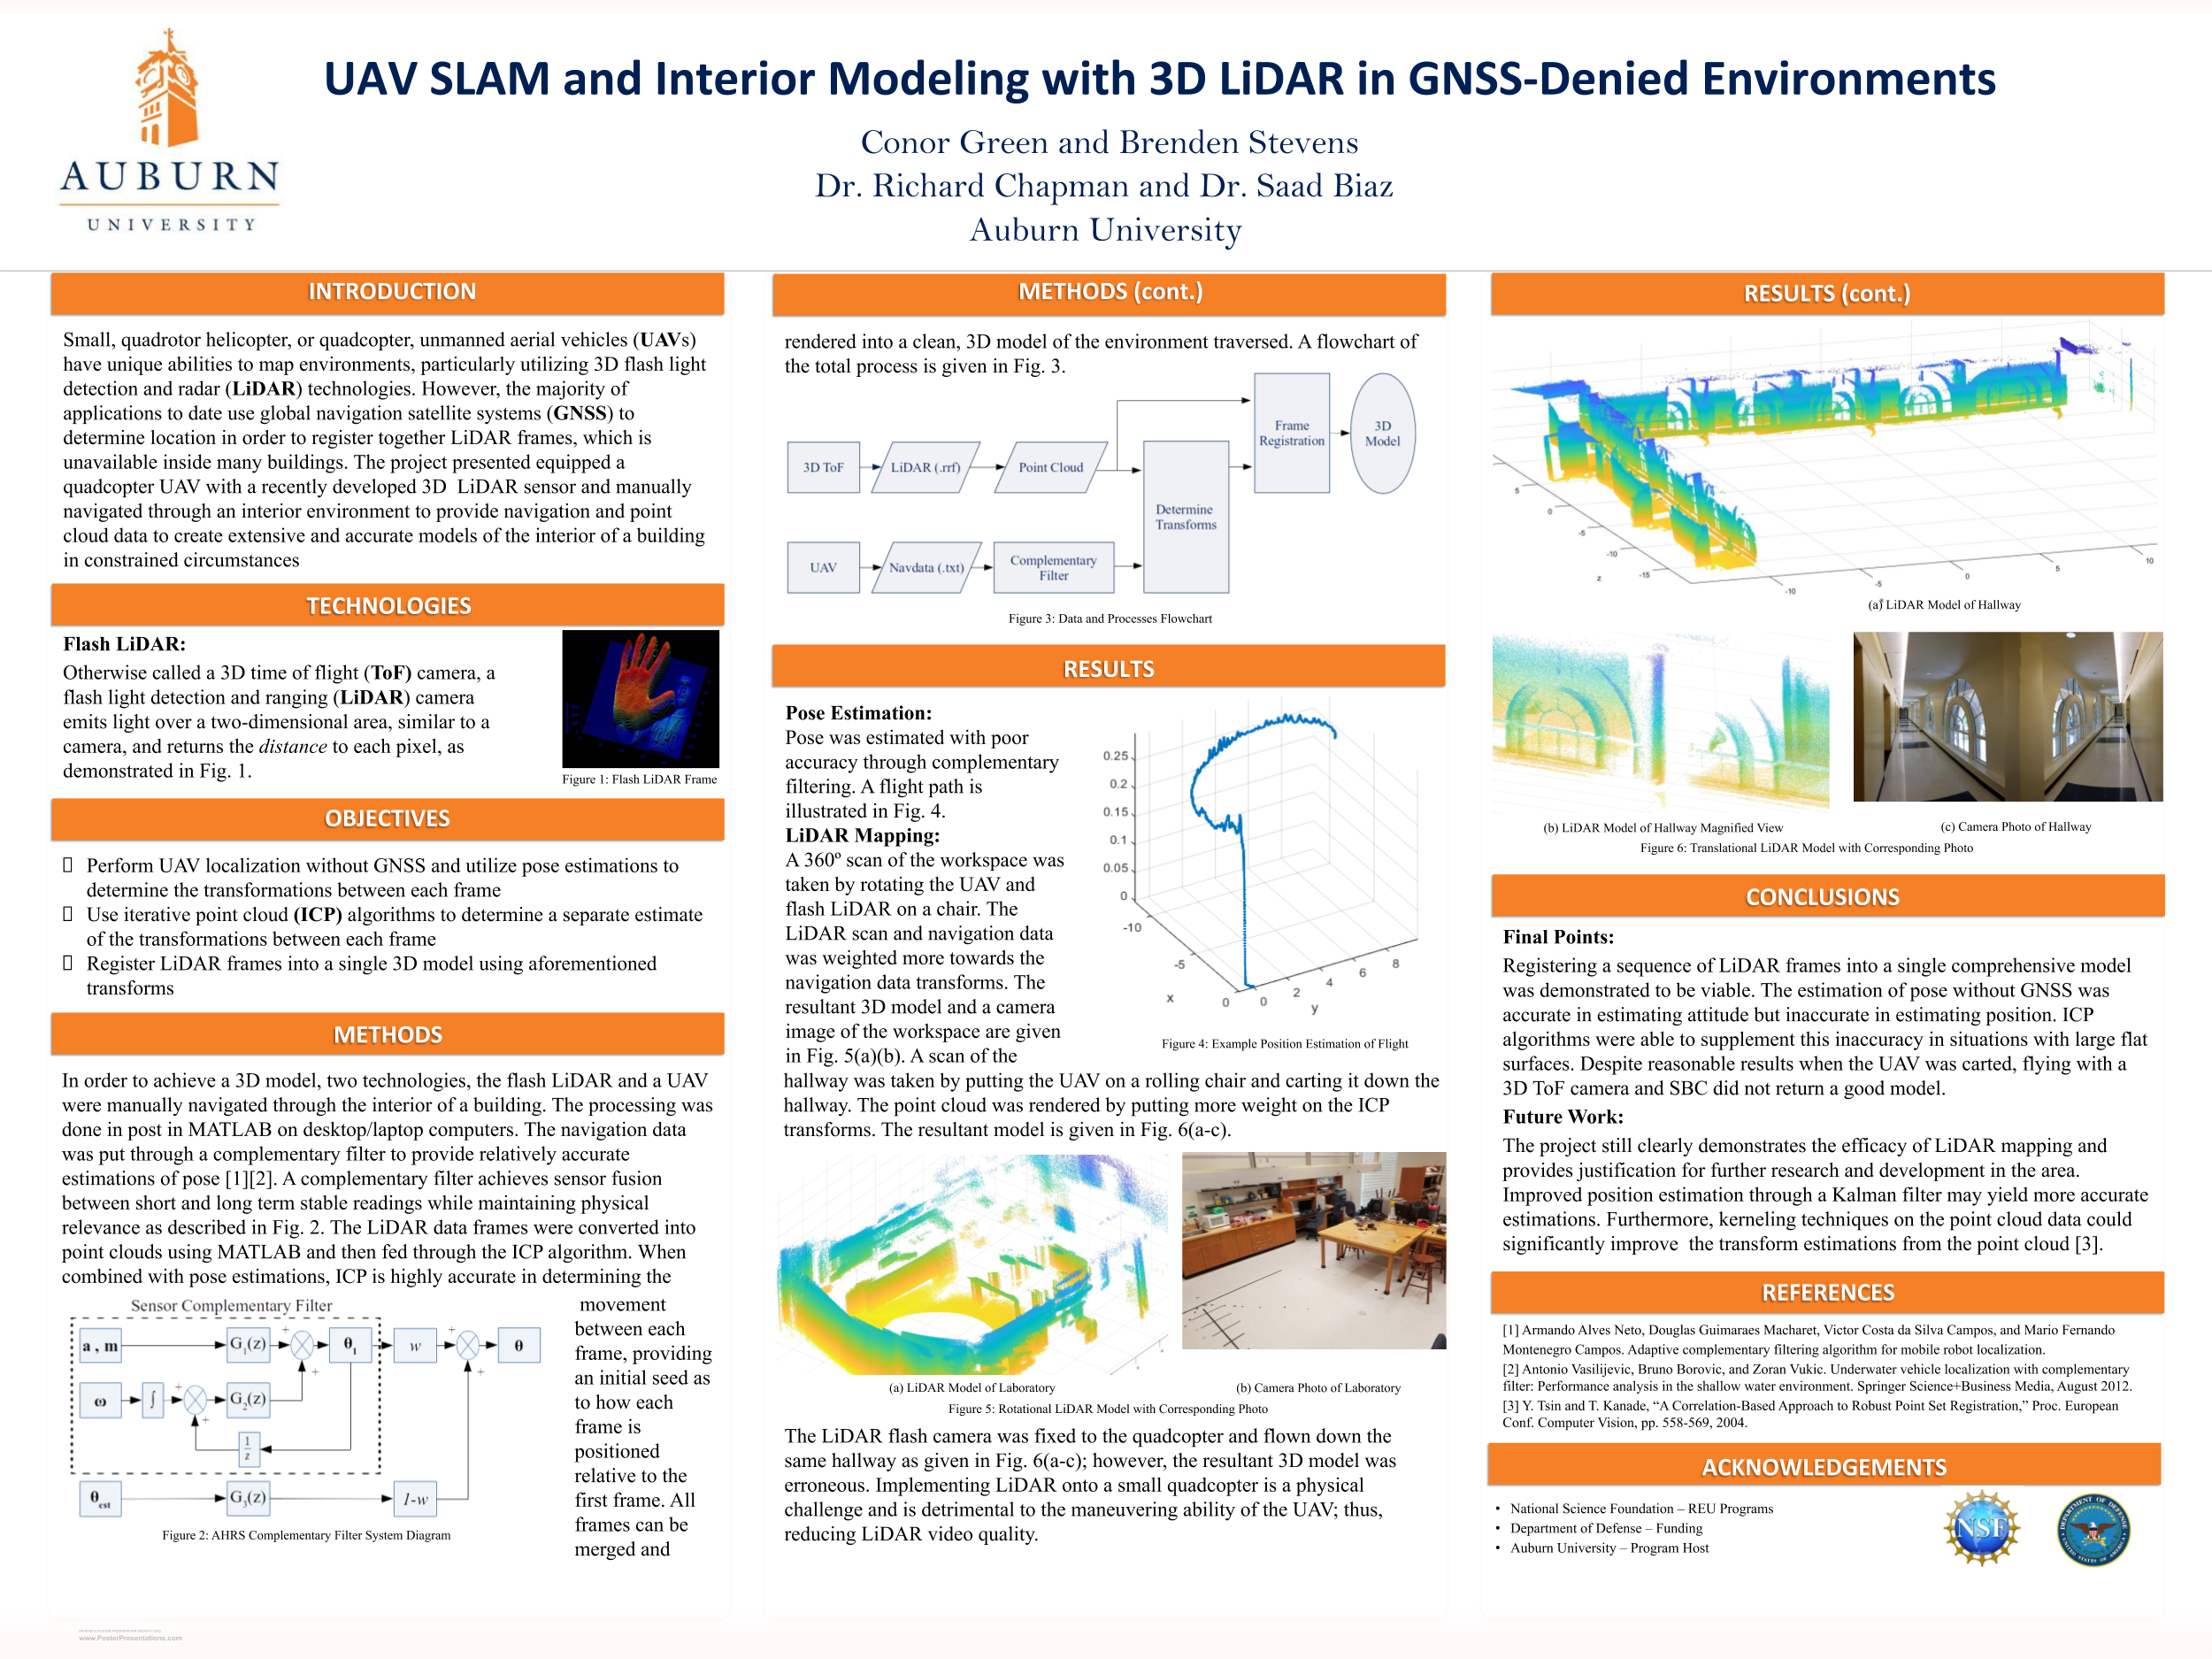 AUBURN
UNIVERSITY
UAV SLAM and Interior Modeling with 3D LiDAR in GNSS-Denied Environments
Conor Green and Brenden Stevens
Dr. Richard Chapman and Dr. Saad Biaz
Auburn University
INTRODUCTION
Small, quadrotor helicopter, or quadcopter, unmanned aerial vehicles (UAVs)
have unique abilities to map environments, particularly utilizing 3D flash light
detection and radar (LiDAR) technologies. However, the majority of
applications to date use global navigation satellite systems (GNSS) to
determine location in order to register together LiDAR frames, which is
unavailable inside many buildings. The project presented equipped a
quadcopter UAV with a recently developed 3D LiDAR sensor and manually
navigated through an interior environment to provide navigation and point
cloud data to create extensive and accurate models of the interior of a building
in constrained circumstances
TECHNOLOGIES
Flash LiDAR:
Otherwise called a 3D time of flight (ToF) camera, a
flash light detection and ranging (LiDAR) camera
emits light over a two-dimensional area, similar to a
camera, and returns the distance to each pixel, as
demonstrated in Fig. 1.
Figure 1: Flash LiDAR Frame
OBJECTIVES
Perform UAV localization without GNSS and utilize pose estimations to
determine the transformations between each frame
Use iterative point cloud (ICP) algorithms to determine a separate estimate
of the transformations between each frame
Register LiDAR frames into a single 3D model using aforementioned
transforms
METHODS
In order to achieve a 3D model, two technologies, the flash LiDAR and a UAV
were manually navigated through the interior of a building. The processing was
done in post in MATLAB on desktop/laptop computers. The navigation data
was put through a complementary filter to provide relatively accurate
estimations of pose [1][2]. A complementary filter achieves sensor fusion
between short and long term stable readings while maintaining physical
relevance as described in Fig. 2. The LiDAR data frames were converted into
point clouds using MATLAB and then fed through the ICP algorithm. When
combined with pose estimations, ICP is highly accurate in determining the
movement
between each
frame, providing
an initial seed as
to how each
frame is
positioned
relative to the
first frame. All
frames can be
merged and
Sensor Complementary Filter
a , m
G1(z)
+
+
θ1
w
+
θ
ω
∫
+
+
G2(z)
+
1
z
θest
G3(z)
1-w
Figure 2: AHRS Complementary Filter System Diagram
METHODS (cont.)
rendered into a clean, 3D model of the environment traversed. A flowchart of
the total process is given in Fig. 3.
3D ToF
LiDAR (.rrf)
Point Cloud
Frame
Registration
3D
Model
Determine
Transforms
UAV
Navdata (.txt)
Complementary
Filter
Figure 3: Data and Processes Flowchart
RESULTS
Pose Estimation:
Pose was estimated with poor
accuracy through complementary
filtering. A flight path is
illustrated in Fig. 4.
LiDAR Mapping:
A 360º scan of the workspace was
taken by rotating the UAV and
flash LiDAR on a chair. The
LiDAR scan and navigation data
was weighted more towards the
navigation data transforms. The
resultant 3D model and a camera
image of the workspace are given
in Fig. 5(a)(b). A scan of the
hallway was taken by putting the UAV on a rolling chair and carting it down the
hallway. The point cloud was rendered by putting more weight on the ICP
transforms. The resultant model is given in Fig. 6(a-c).
0.25
0.2
0.15
0.1
0.05
0
-10
-5
0
x
0
2
4
6
8
y
Figure 4: Example Position Estimation of Flight
(a) LiDAR Model of Laboratory
(b) Camera Photo of Laboratory
Figure 5: Rotational LiDAR Model with Corresponding Photo
The LiDAR flash camera was fixed to the quadcopter and flown down the
same hallway as given in Fig. 6(a-c); however, the resultant 3D model was
erroneous. Implementing LiDAR onto a small quadcopter is a physical
challenge and is detrimental to the maneuvering ability of the UAV; thus,
reducing LiDAR video quality.
RESULTS (cont.)
5
0
-5
-10
-15
z
-10
-5
0
5
10
(a) LiDAR Model of Hallway
(b) LiDAR Model of Hallway Magnified View
(c) Camera Photo of Hallway
Figure 6: Translational LiDAR Model with Corresponding Photo
CONCLUSIONS
Final Points:
Registering a sequence of LiDAR frames into a single comprehensive model
was demonstrated to be viable. The estimation of pose without GNSS was
accurate in estimating attitude but inaccurate in estimating position. ICP
algorithms were able to supplement this inaccuracy in situations with large flat
surfaces. Despite reasonable results when the UAV was carted, flying with a
3D ToF camera and SBC did not return a good model.
Future Work:
The project still clearly demonstrates the efficacy of LiDAR mapping and
provides justification for further research and development in the area.
Improved position estimation through a Kalman filter may yield more accurate
estimations. Furthermore, kerneling techniques on the point cloud data could
significantly improve the transform estimations from the point cloud [3].
REFERENCES
[1] Armando Alves Neto, Douglas Guimaraes Macharet, Victor Costa da Silva Campos, and Mario Fernando
Montenegro Campos. Adaptive complementary filtering algorithm for mobile robot localization.
[2] Antonio Vasilijevic, Bruno Borovic, and Zoran Vukic. Underwater vehicle localization with complementary
filter: Performance analysis in the shallow water environment. Springer Science+Business Media, August 2012.
[3] Y. Tsin and T. Kanade, “A Correlation-Based Approach to Robust Point Set Registration,” Proc. European
Conf. Computer Vision, pp. 558-569, 2004.
ACKNOWLEDGEMENTS
• National Science Foundation – REU Programs
• Department of Defense – Funding
• Auburn University – Program Host
NSF
DEPARTMENT OF DEFENSE
UNITED STATES OF AMERICA
www.PosterPresentations.com